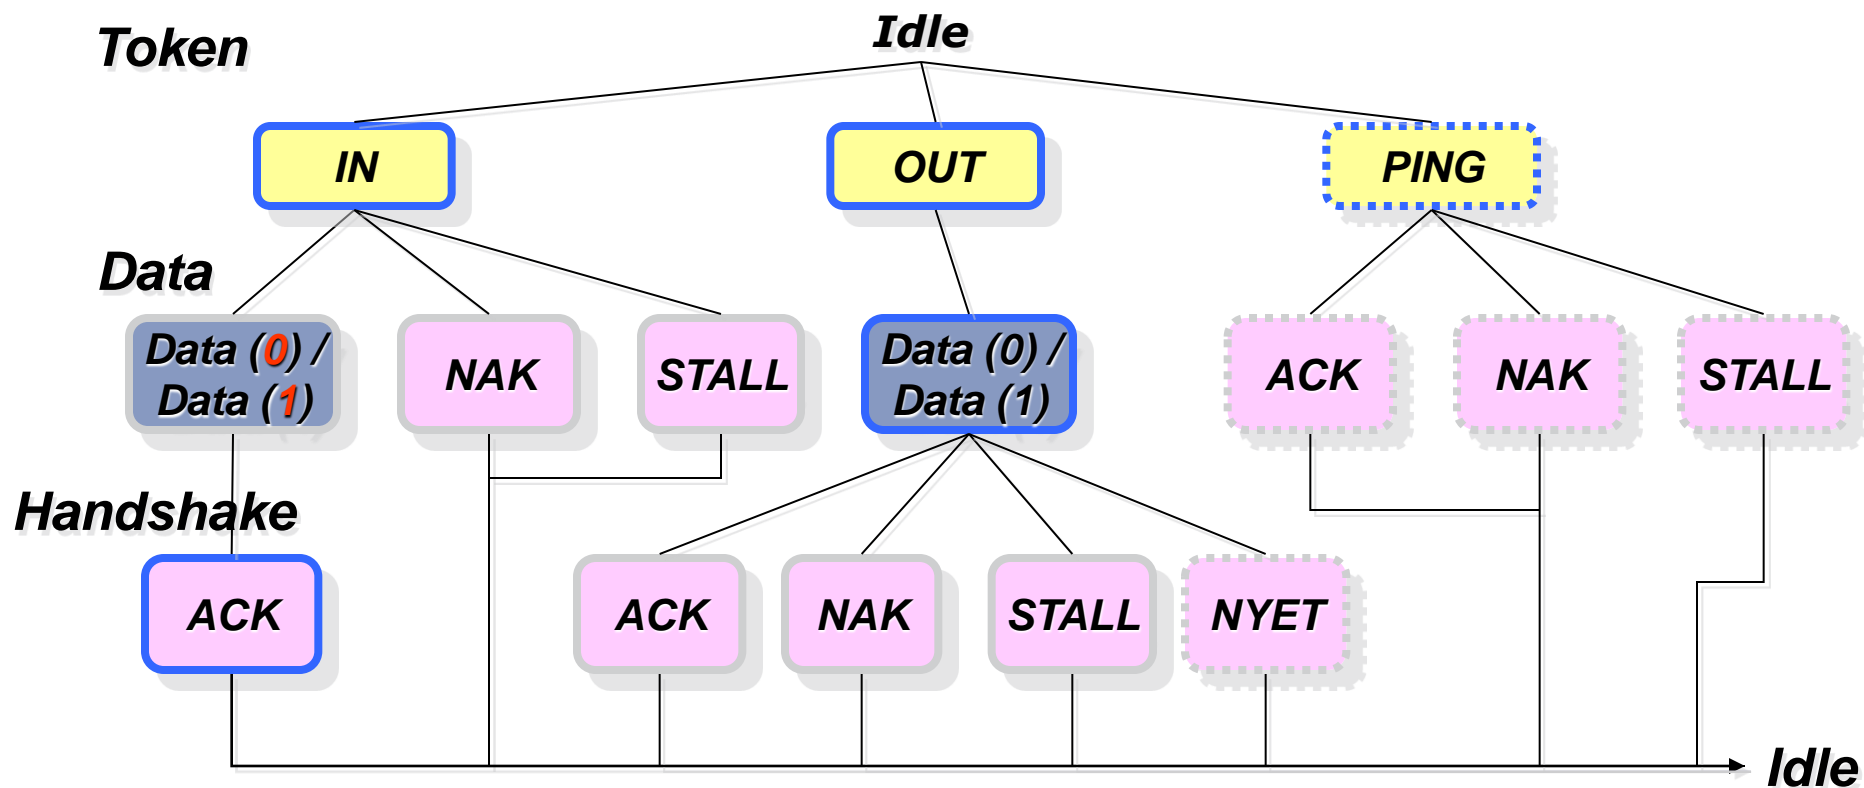 Token
Idle
IN
OUT
PING
Data
Data (0) /
Data (1)
NAK
STALL
Data (0) /
Data (1)
ACK
NAK
STALL
Handshake
ACK
ACK
NAK
STALL
NYET
Idle